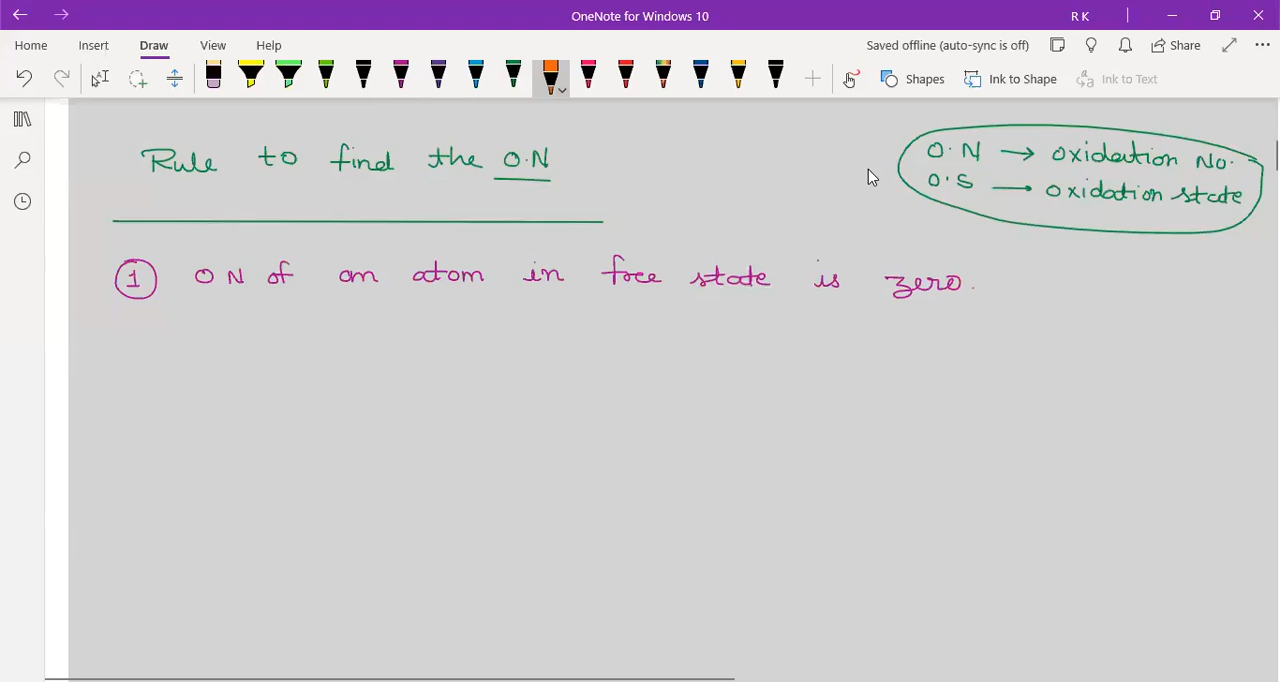 OneNote for Windows 10
R K
Home Insert Draw View Help
Saved offline (auto-sync is off)
Share
Shapes
Ink to Shape
Ink to Text
Rule to find the O.N
O.N → oxidation No.
O.S → oxidation state
1 O N of an atom in free state is zero.